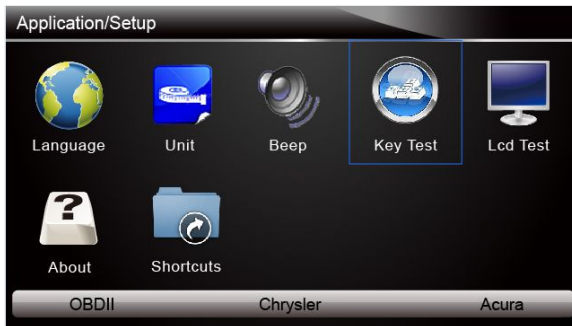 Application/Setup
Language Unit Beep Key Test Lcd Test
?
About Shortcuts
OBDII Chrysler Acura